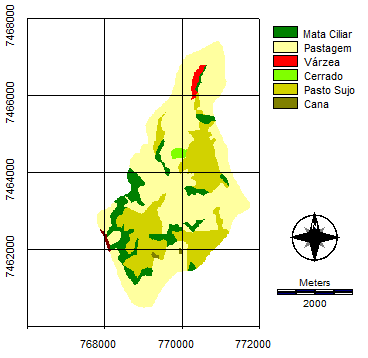 7468000
7466000
7464000
7462000
768000
770000
772000
Mata Ciliar
Pastagem
Várzea
Cerrado
Pasto Sujo
Cana
Meters
2000